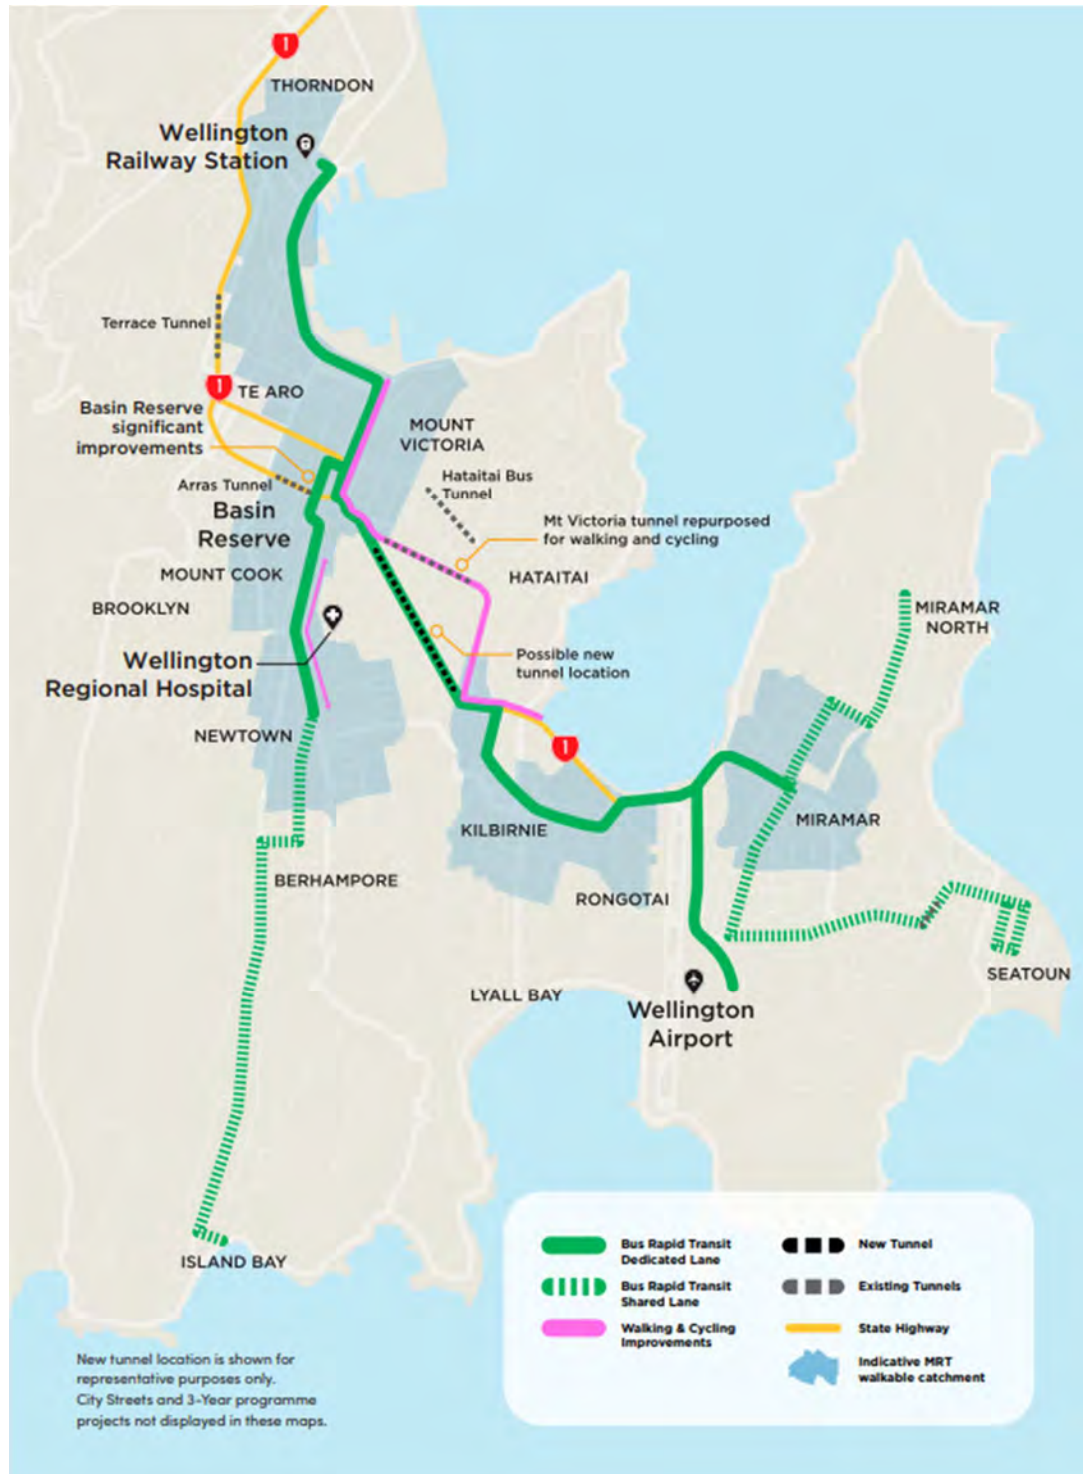 1
THORNDON
Wellington
Railway Station
Terrace Tunnel
1
TE ARO
Basin Reserve
significant
improvements
MOUNT
VICTORIA
Hataitai Bus
Tunnel
Arras Tunnel
Basin
Reserve
Mt Victoria tunnel repurposed
for walking and cycling
MOUNT COOK
HATAITAI
BROOKLYN
MIRAMAR
NORTH
Wellington
Regional Hospital
Possible new
tunnel location
NEWTOWN
1
KILBIRNIE
MIRAMAR
BERHAMPORE
RONGOTAI
SEATOUN
LYALL BAY
Wellington
Airport
ISLAND BAY
Bus Rapid Transit
Dedicated Lane
Bus Rapid Transit
Shared Lane
Walking & Cycling
Improvements
New Tunnel
Existing Tunnels
State Highway
Indicative MRT
walkable catchment
New tunnel location is shown for
representative purposes only.
City Streets and 3-Year programme
projects not displayed in these maps.